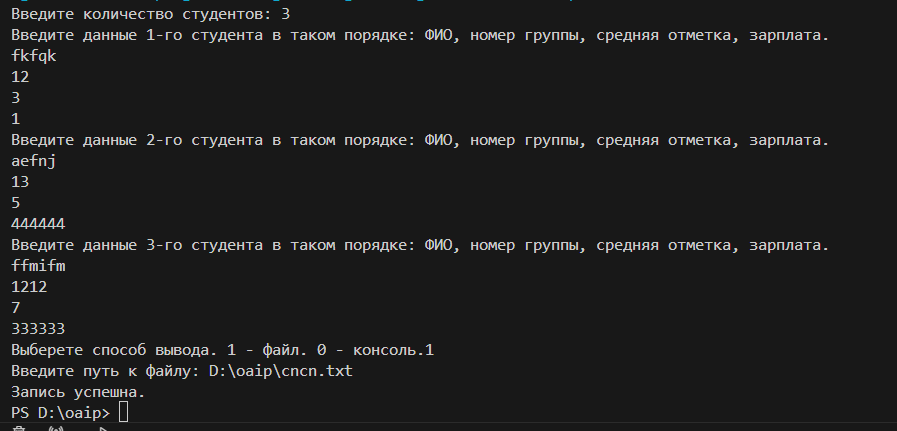 Введите количество студентов: 3
Введите данные 1-го студента в таком порядке: ФИО, номер группы, средняя отметка, зарплата.
fkfqk
12
3
1
Введите данные 2-го студента в таком порядке: ФИО, номер группы, средняя отметка, зарплата.
aefnj
13
5
444444
Введите данные 3-го студента в таком порядке: ФИО, номер группы, средняя отметка, зарплата.
ffmifm
1212
7
333333
Выберете способ вывода. 1 - файл. 0 - консоль.1
Введите путь к файлу: D:\oaip\cncn.txt
Запись успешна.
PS D:\oaip>